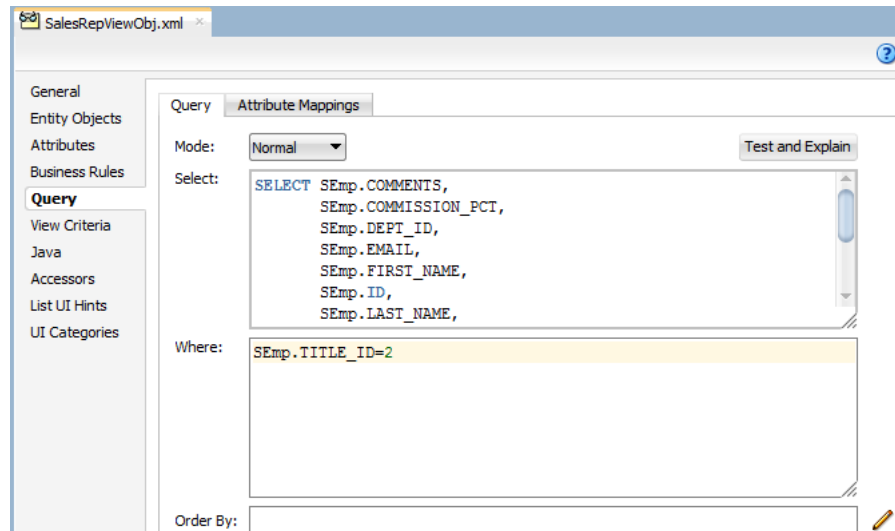 SalesRepViewObj.xml
General
Entity Objects
Attributes
Business Rules
Query
View Criteria
Java
Accessors
List UI Hints
UI Categories
Query Attribute Mappings
Mode: Normal Test and Explain
Select:
SELECT SEmp.COMMENTS,
SEmp.COMMISSION_PCT,
SEmp.DEPT_ID,
SEmp.EMAIL,
SEmp.FIRST_NAME,
SEmp.ID,
SEmp.LAST_NAME,
Where:
SEmp.TITLE_ID=2
Order By: